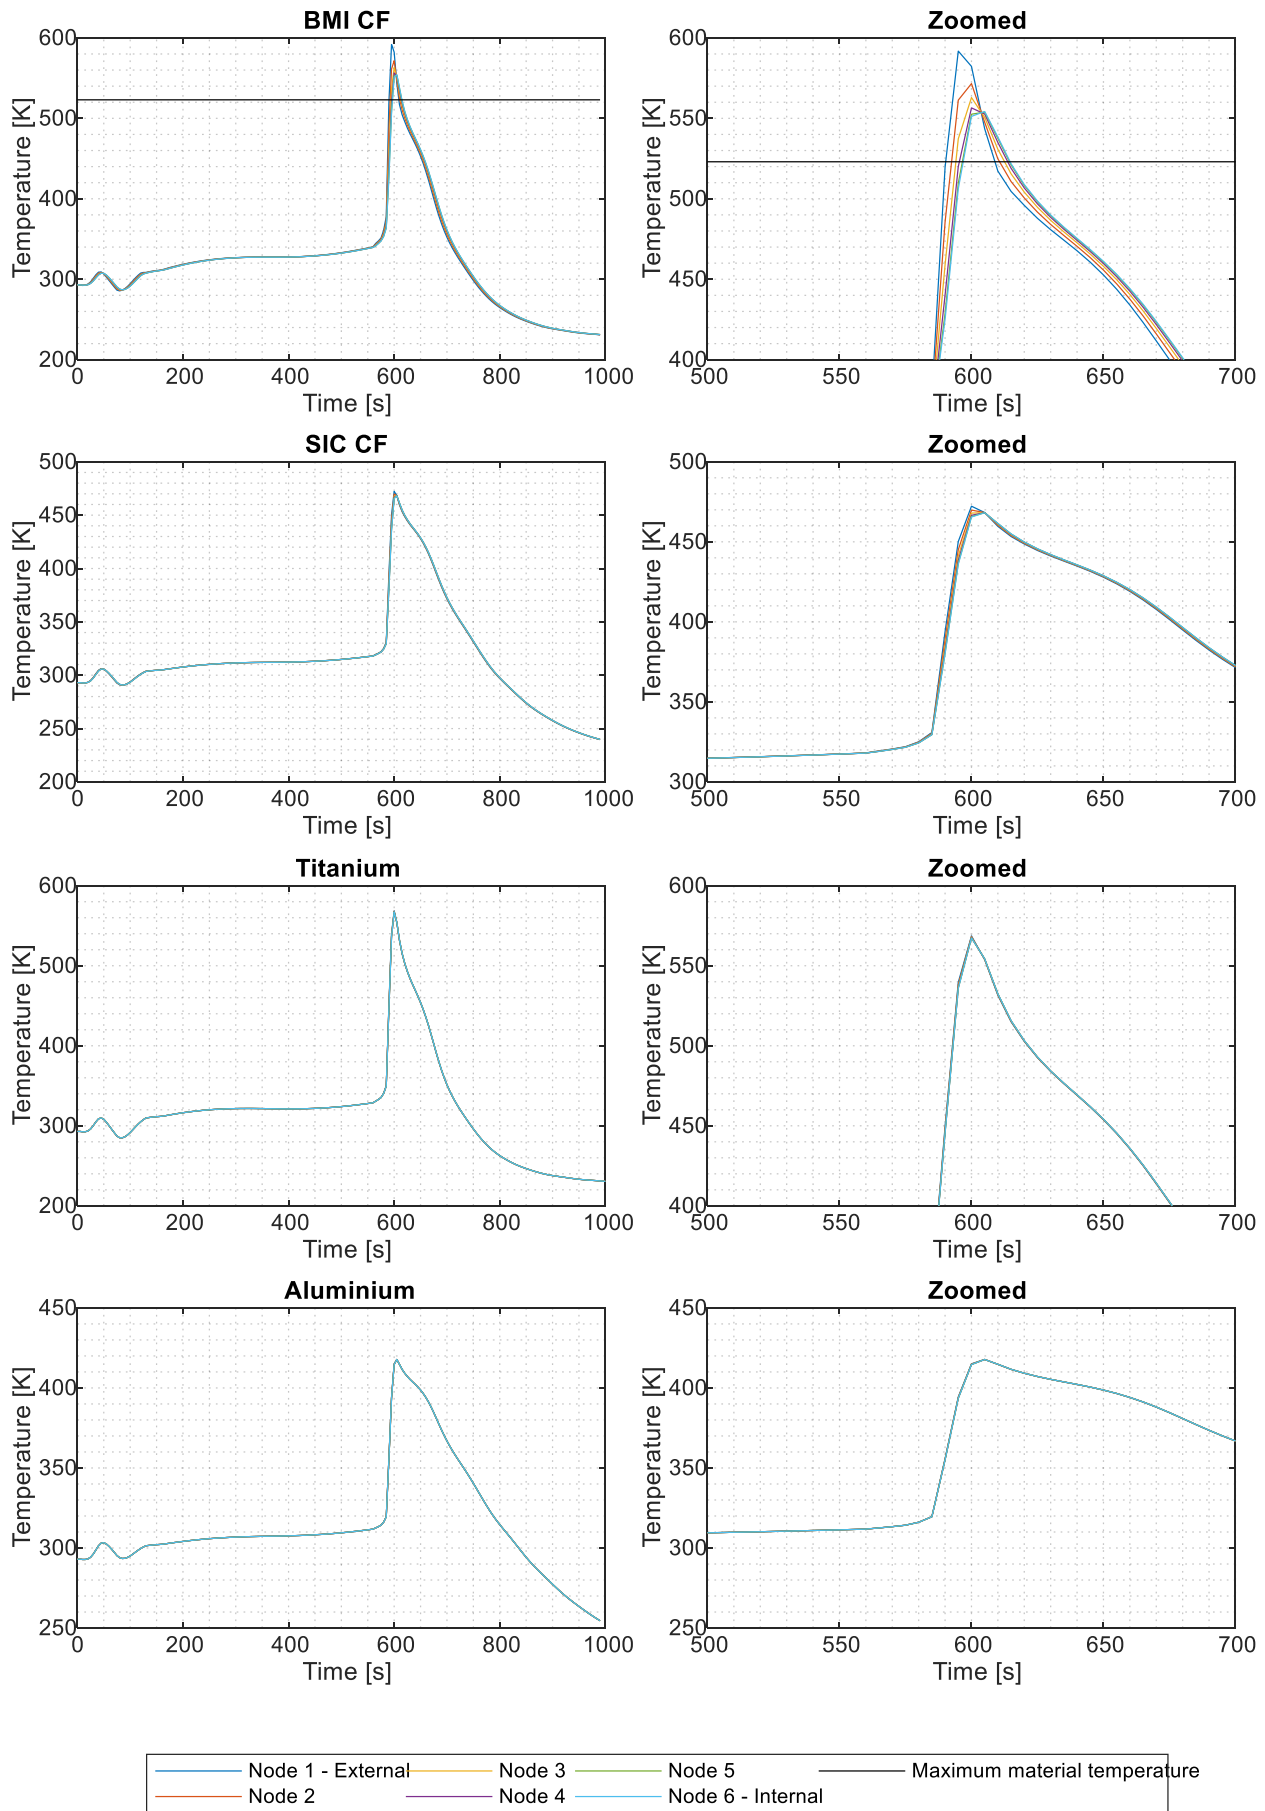 BMI CF
Zoomed
600
500
400
300
200
0 200 400 600 800 1000
Temperature [K]
Time [s]
600
550
500
450
400
500 550 600 650 700
Temperature [K]
Time [s]
SIC CF
Zoomed
500
450
400
350
300
250
200
0 200 400 600 800 1000
Temperature [K]
Time [s]
500
450
400
350
300
500 550 600 650 700
Temperature [K]
Time [s]
Titanium
Zoomed
600
500
400
300
200
0 200 400 600 800 1000
Temperature [K]
Time [s]
600
550
500
450
400
500 550 600 650 700
Temperature [K]
Time [s]
Aluminium
Zoomed
450
400
350
300
250
0 200 400 600 800 1000
Temperature [K]
Time [s]
450
400
350
300
250
500 550 600 650 700
Temperature [K]
Time [s]
Node 1 - External Node 3 Node 5 Maximum material temperature
Node 2 Node 4 Node 6 - Internal